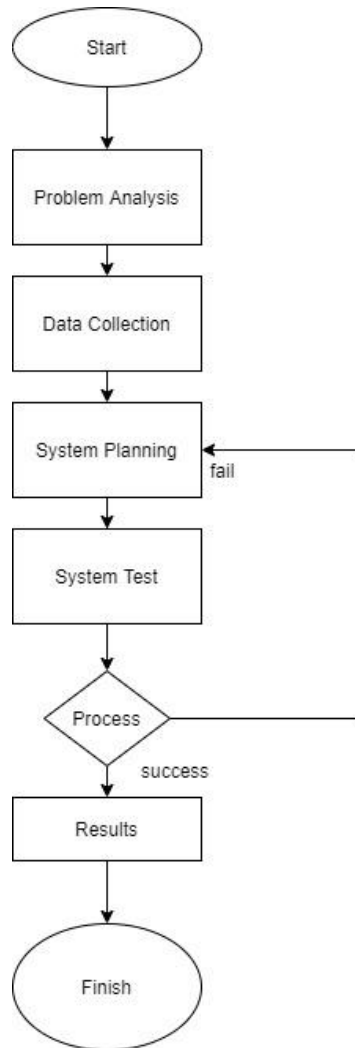 Start
Problem Analysis
Data Collection
System Planning
fail
System Test
Process
success
Results
Finish